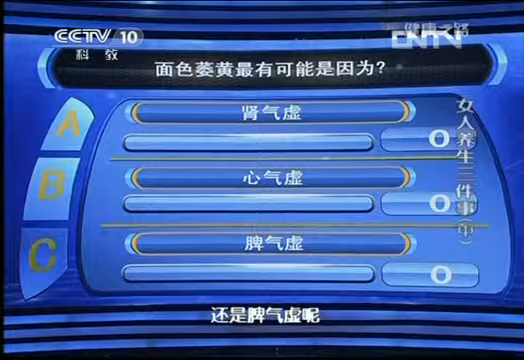 CCTV 10
科教
健康之路
CNTV
面色萎黄最有可能是因为?
A
肾气虚
0
B
心气虚
0
C
脾气虚
0
女人养生三件事(中)
还是脾气虚呢